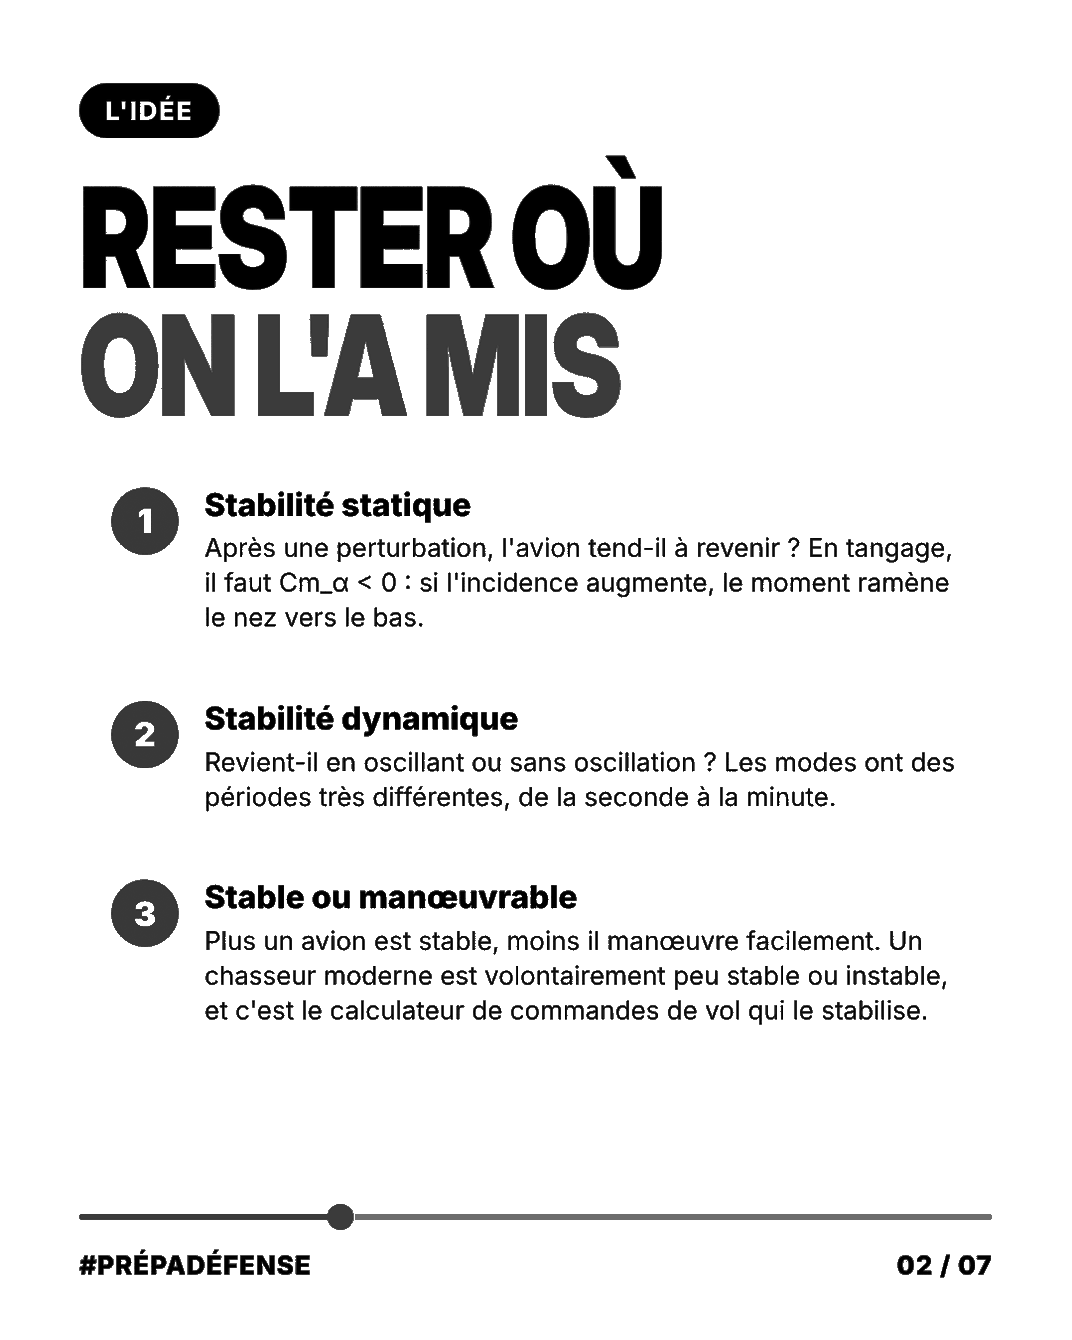 L'IDÉE
RESTER OÙ
ON L'A MIS
1
Stabilité statique
Après une perturbation, l'avion tend-il à revenir ? En tangage,
il faut Cm_α < 0 : si l'incidence augmente, le moment ramène
le nez vers le bas.
2
Stabilité dynamique
Revient-il en oscillant ou sans oscillation ? Les modes ont des
périodes très différentes, de la seconde à la minute.
3
Stable ou manœuvrable
Plus un avion est stable, moins il manœuvre facilement. Un
chasseur moderne est volontairement peu stable ou instable,
et c'est le calculateur de commandes de vol qui le stabilise.
#PRÉPADÉFENSE
02 / 07